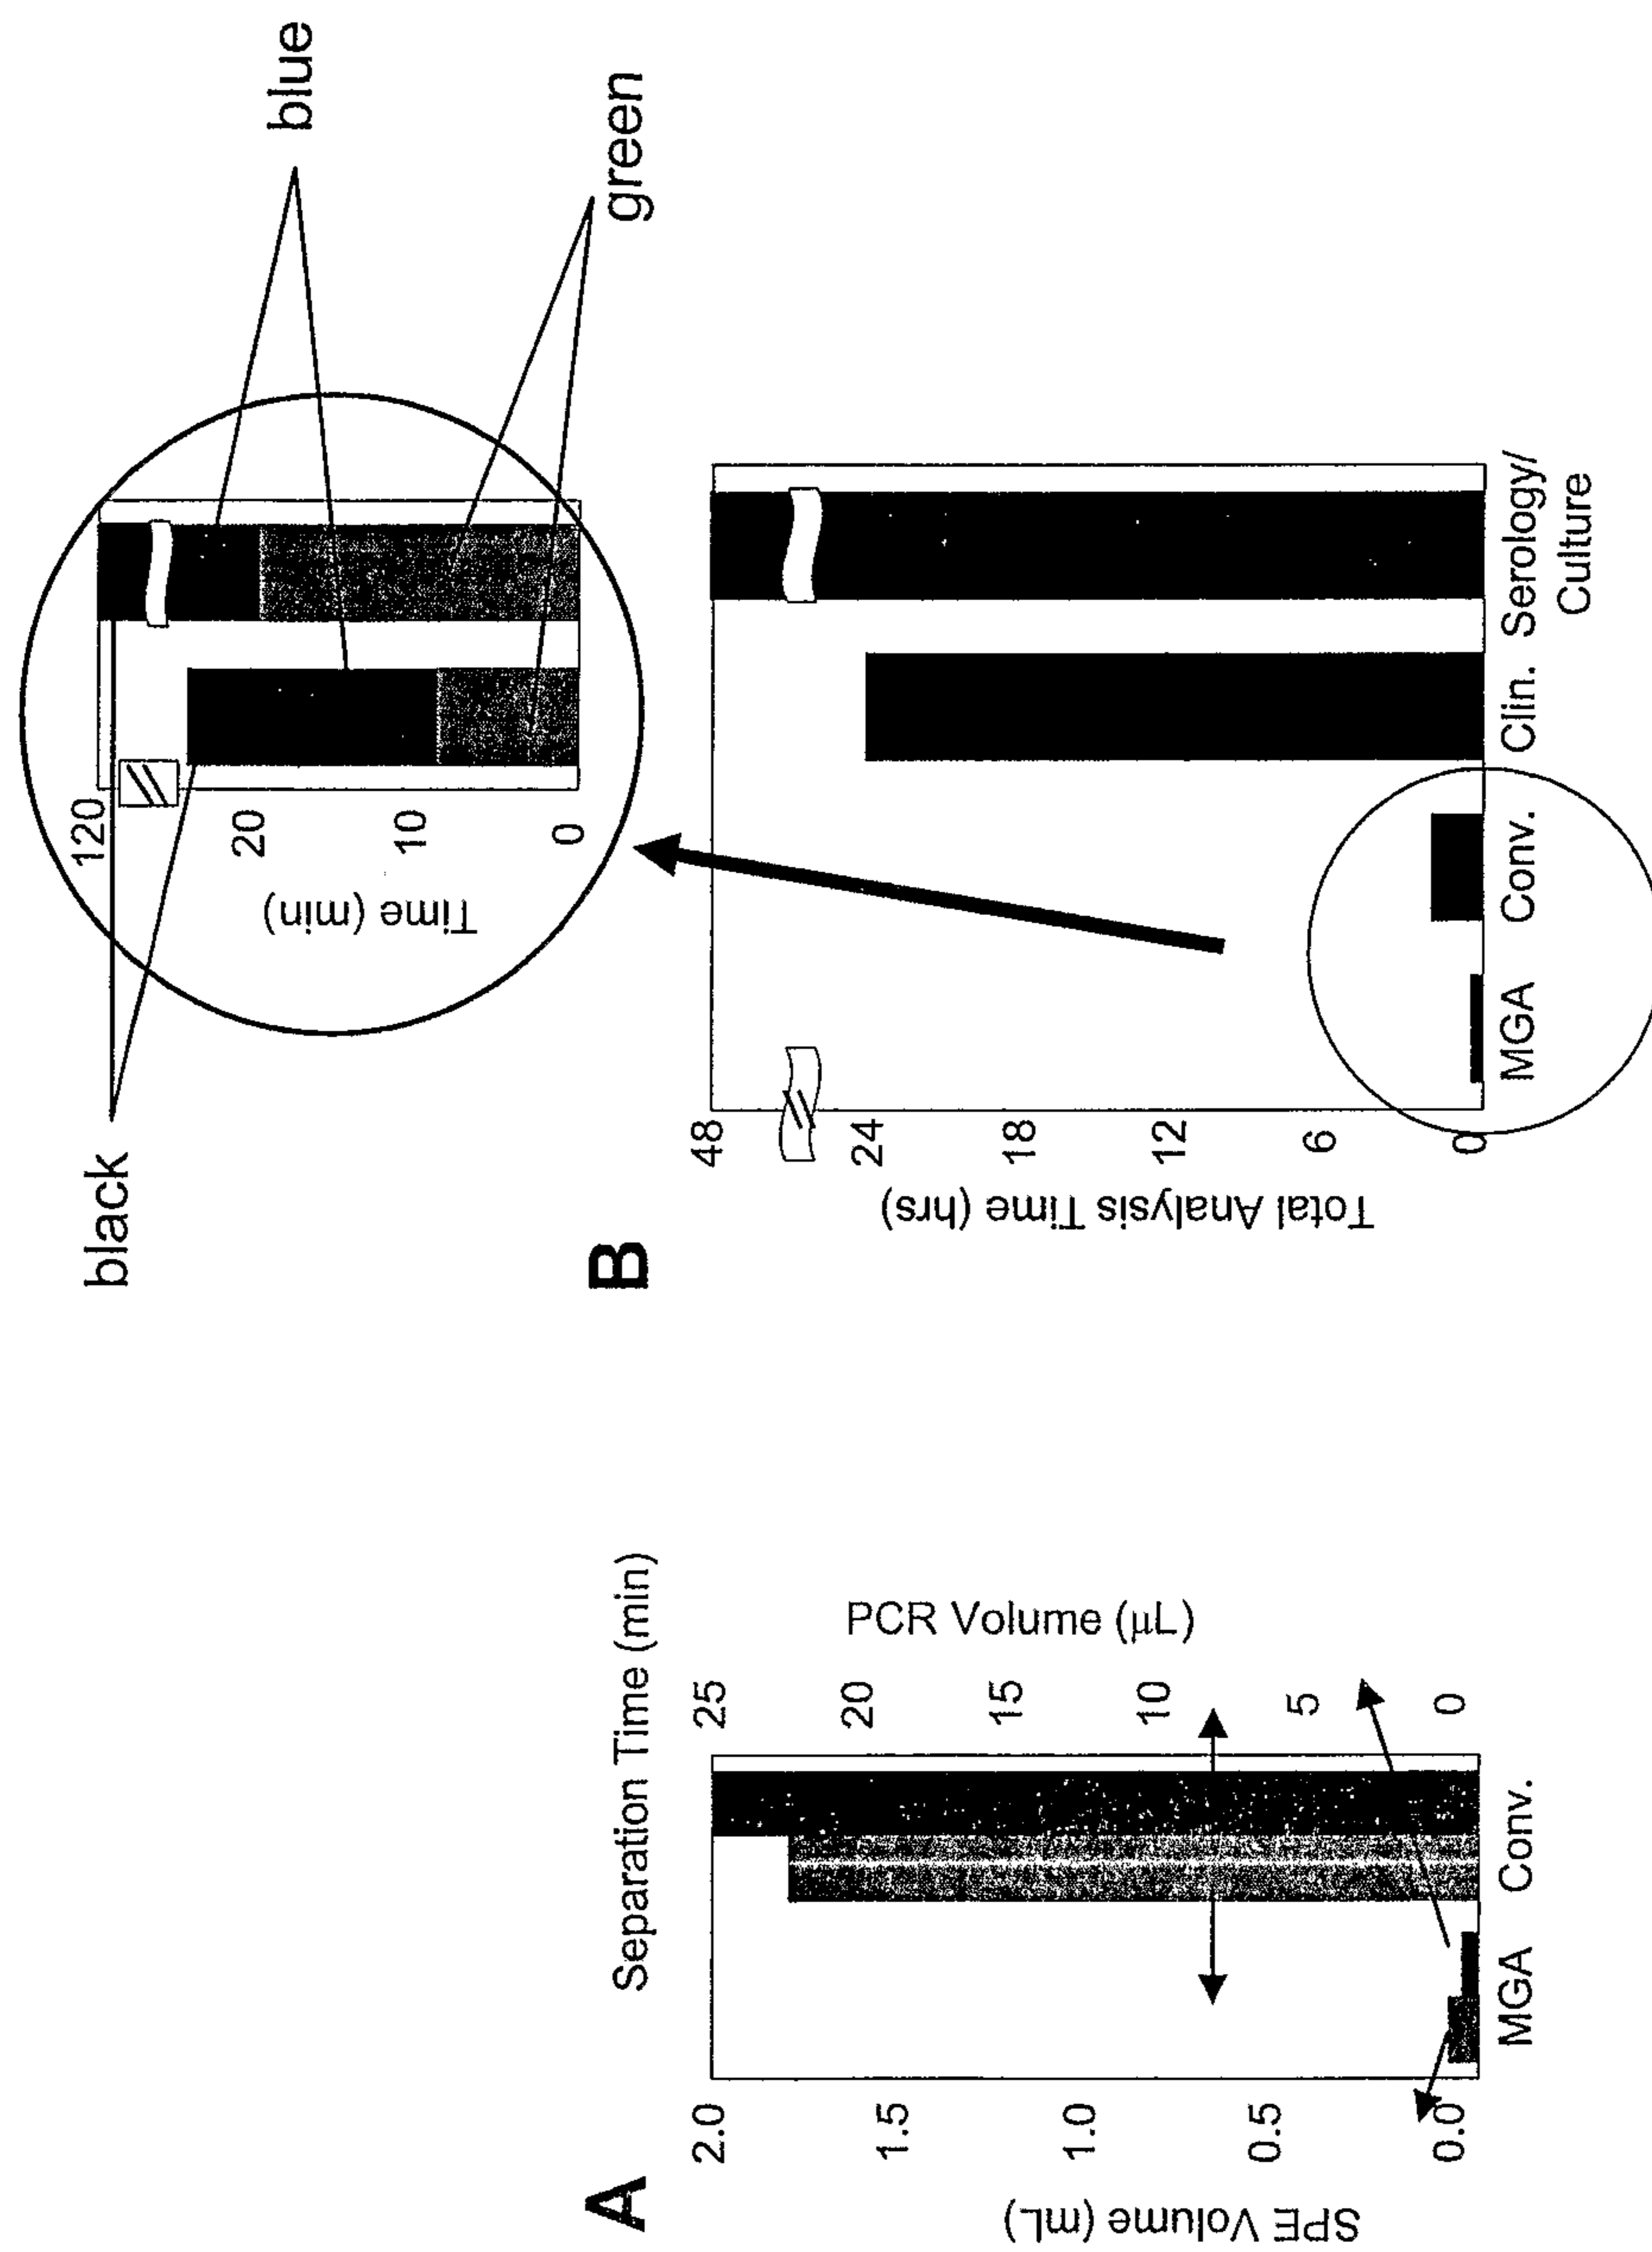 A
Separation Time (min)
SPE Volume (mL)
2.0
1.5
1.0
0.5
0.0
PCR Volume (μL)
25
20
15
10
5
0
MGA
Conv.
B
black
blue
green
Time (min)
120
20
10
0
Total Analysis Time (hrs)
48
24
18
12
6
0
MGA
Conv.
Clin.
Serology/
Culture